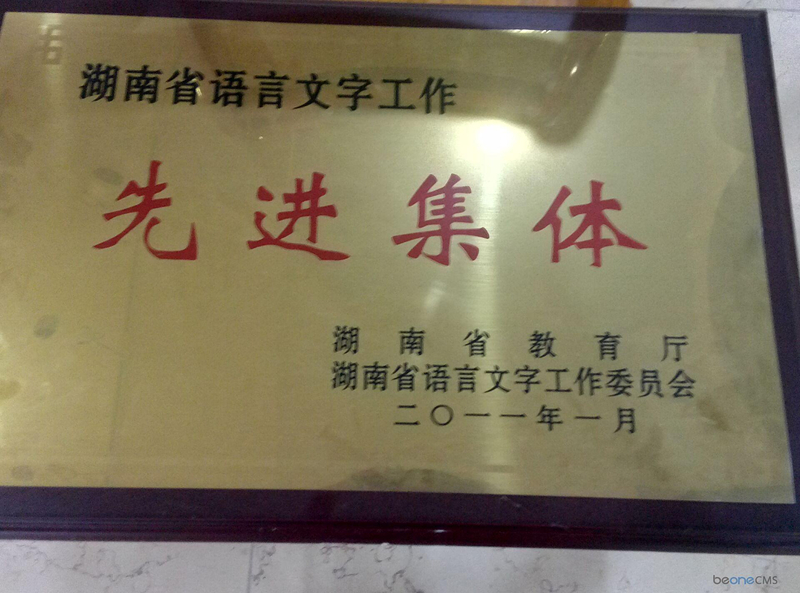 湖南省语言文字工作
先进集体
湖南省教育厅
湖南省语言文字工作委员会
二〇一一年一月
beoneCMS